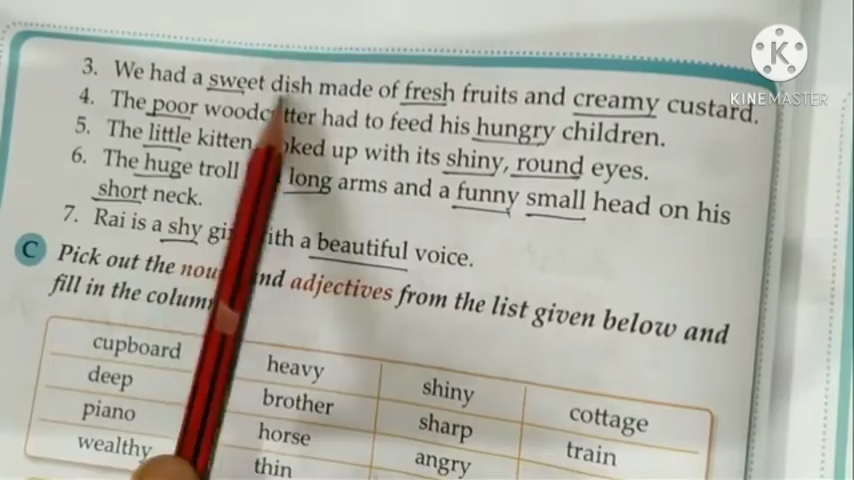 3. We had a sweet dish made of fresh fruits and creamy custard.
4. The poor tter had to feed his hungry children.
5. The little kitten ked up with its shiny, round eyes.
6. The huge troll long arms and a funny small head on his
short neck.
7. Rai is a shy ith a beautiful voice.
C Pick out the nd adjectives from the list given below and
fill in the
cupboard heavy shiny cottage
deep brother sharp train
piano horse angry
wealthy thin
KINEMASTER